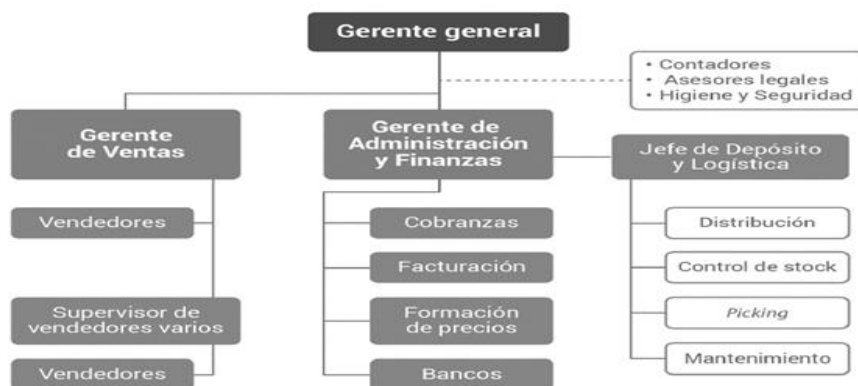 Gerente general
• Contadores
• Asesores legales
• Higiene y Seguridad
Gerente
de Ventas
Gerente de
Administración
y Finanzas
Jefe de Depósito
y Logística
Vendedores
Supervisor de
vendedores varios
Vendedores
Cobranzas
Facturación
Formación
de precios
Bancos
Distribución
Control de stock
Picking
Mantenimiento